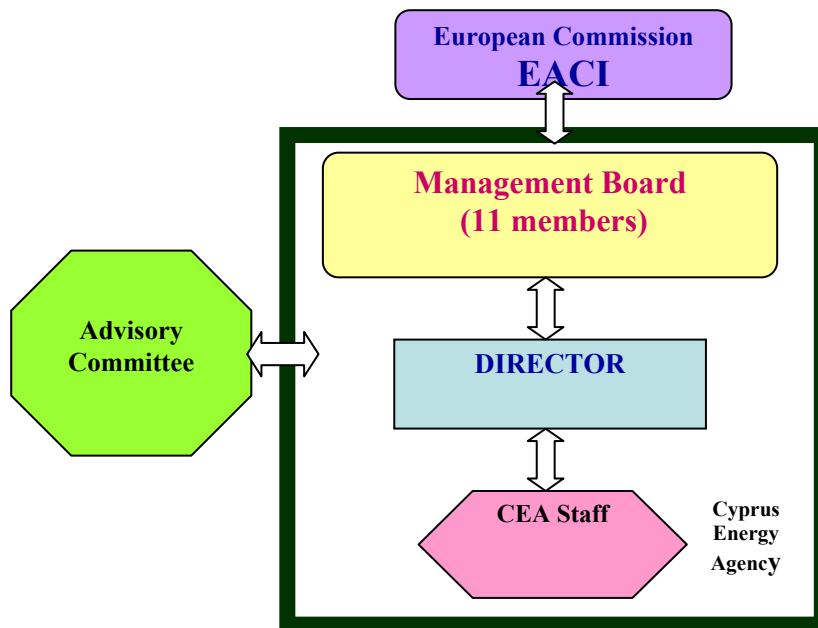 European Commission
EACI
Management Board
(11 members)
Advisory
Committee
DIRECTOR
CEA Staff
Cyprus
Energy
Agency